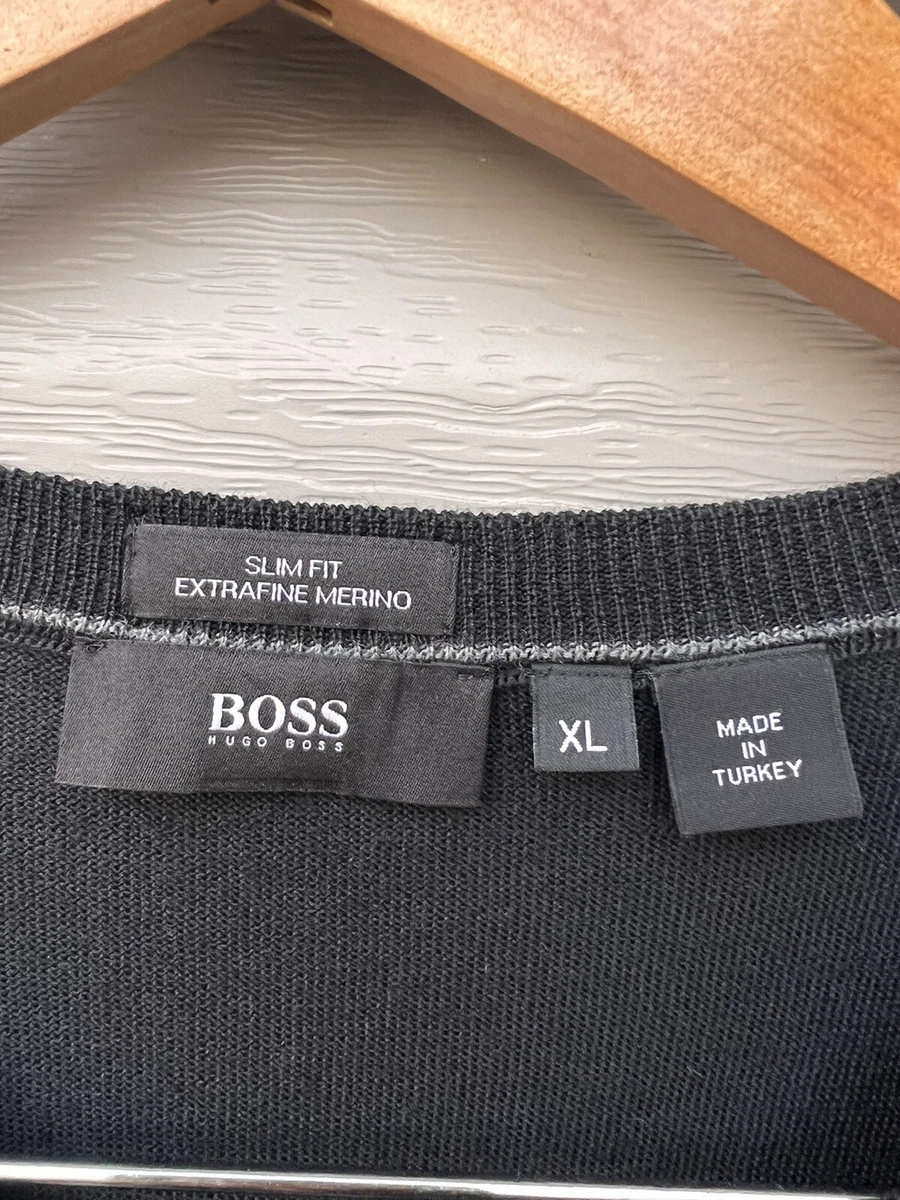 SLIM FIT
EXTRAFINE MERINO
BOSS
HUGO BOSS
XL
MADE
IN
TURKEY